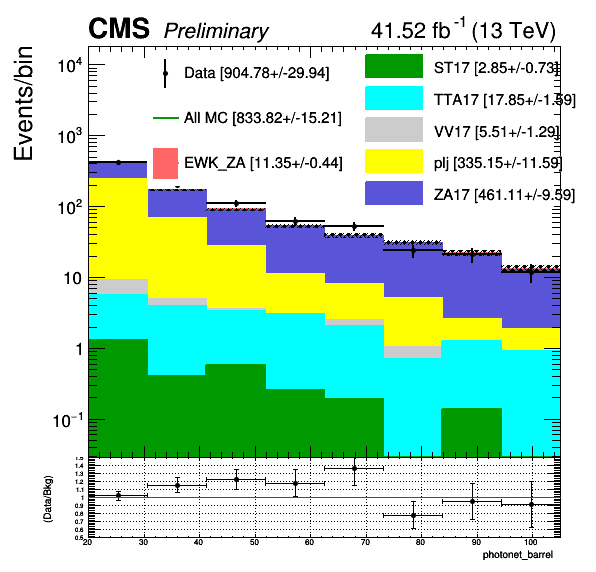 CMS Preliminary 41.52 fb⁻¹ (13 TeV)
Events/bin
10⁴
10³
10²
10
1
10⁻¹
Data [904.78+/-29.94]
All MC [833.82+/-15.21]
EWK_ZA [11.35+/-0.44]
ST17 [2.85+/-0.73]
TTA17 [17.85+/-1.59]
VV17 [5.51+/-1.29]
plj [335.15+/-11.59]
ZA17 [461.11+/-9.59]
(Data/Bkg)
1.5
1.4
1.3
1.2
1.1
1
0.9
0.8
0.7
0.6
0.5
20 30 40 50 60 70 80 90 100
photonet_barrel